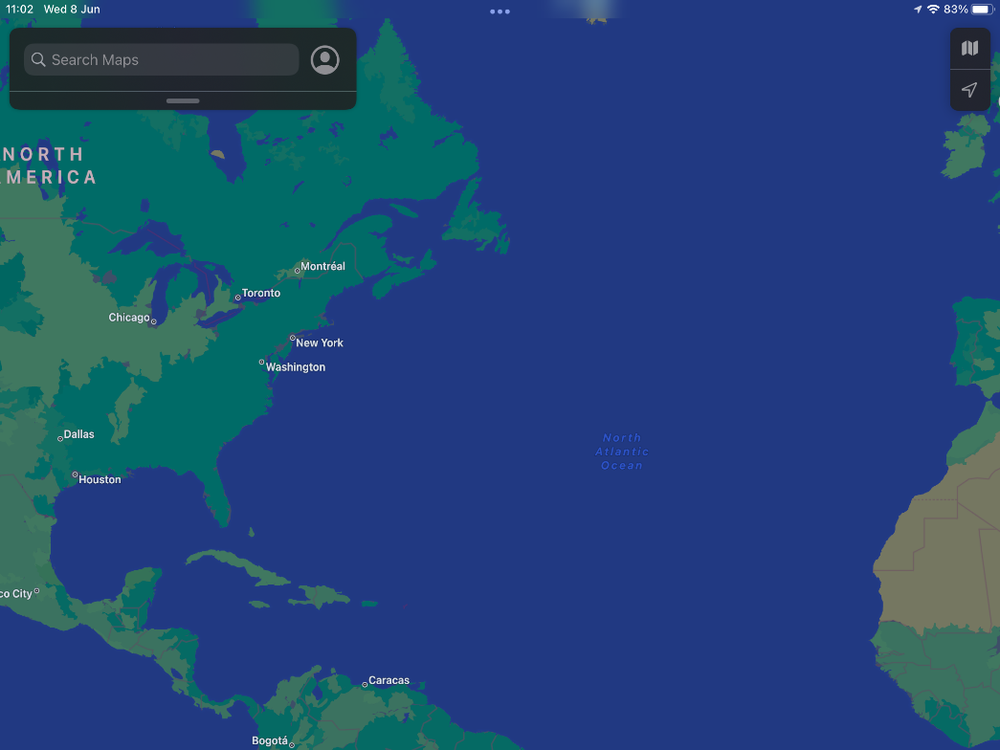 11:02 Wed 8 Jun
83%
Search Maps
NORTH
AMERICA
Montréal
Toronto
Chicago
New York
Washington
Dallas
North
Atlantic
Ocean
Houston
co City
Caracas
Bogotá